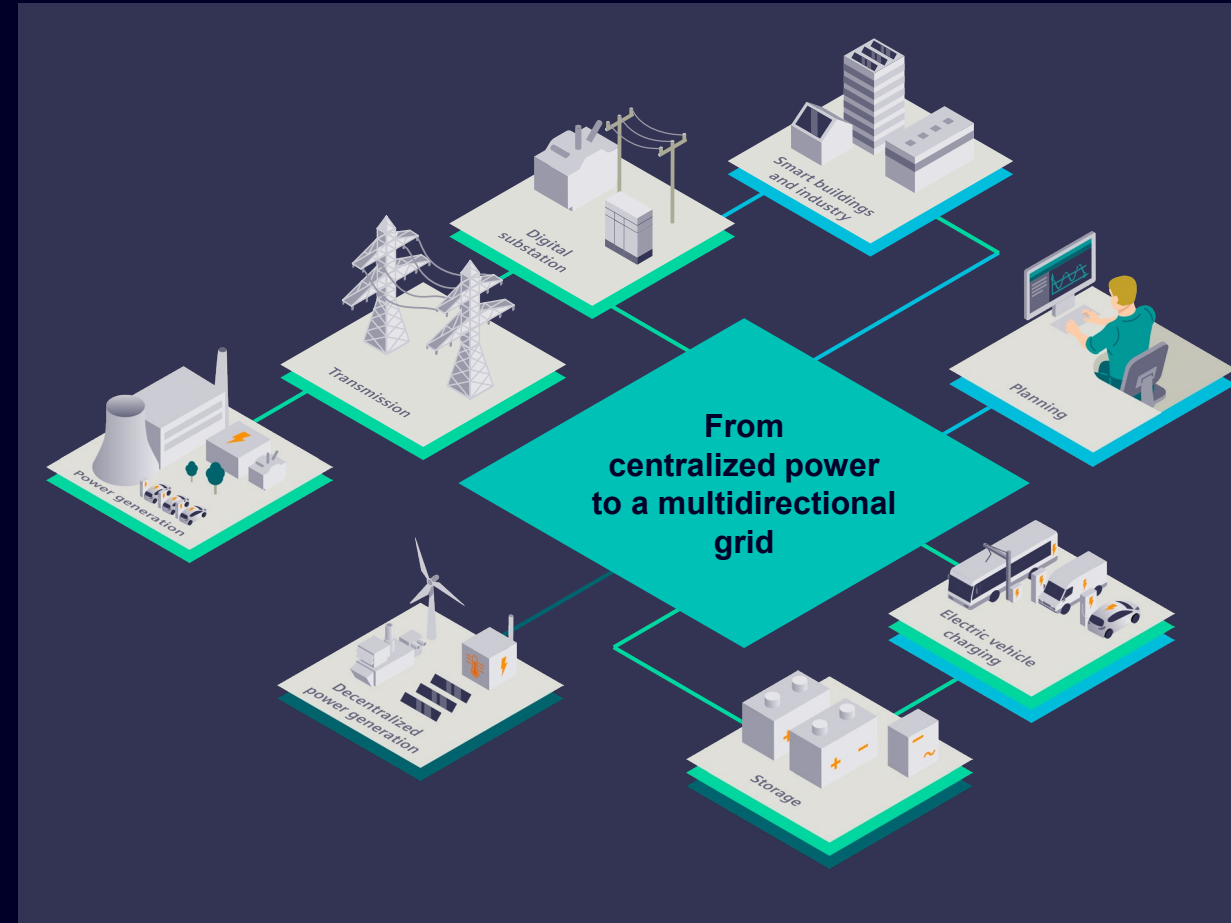 Smart buildings
and industry
Digital
substation
Transmission
Planning
Power generation
From
centralized power
to a multidirectional
grid
Electric vehicle
charging
Decentralized
power generation
Storage